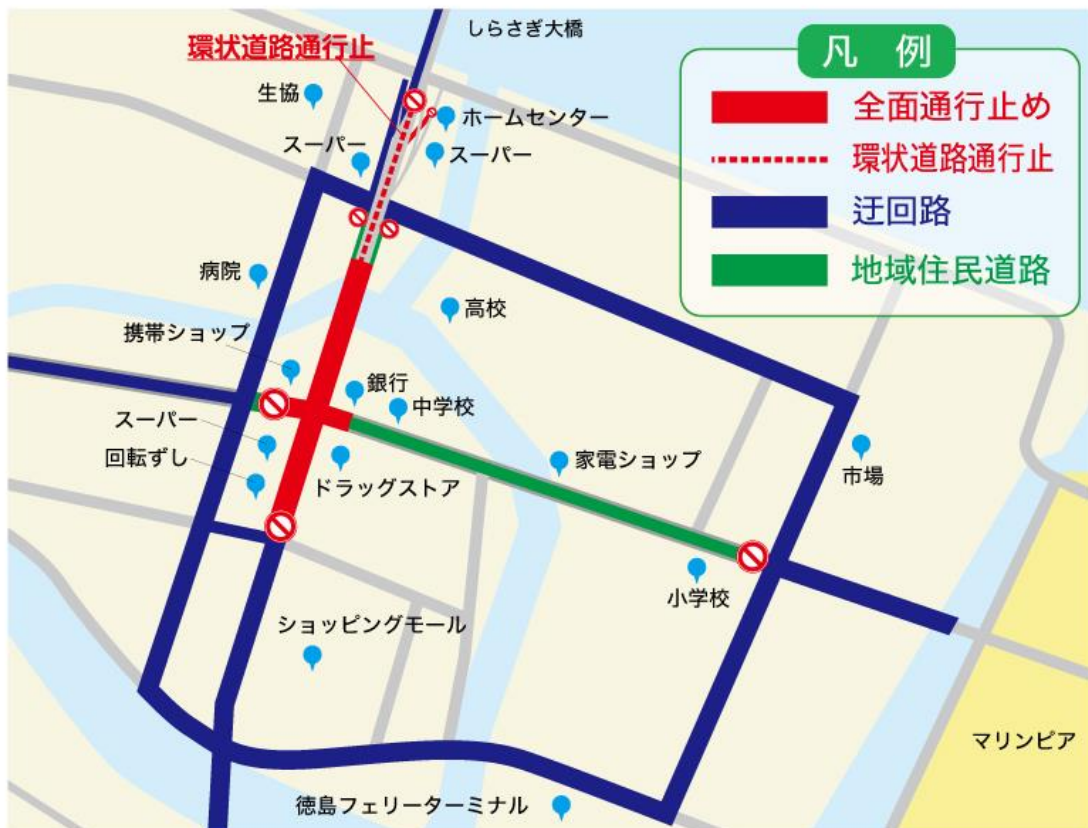 しらさぎ大橋
環状道路通行止
生協
ホームセンター
スーパー
スーパー
凡 例
全面通行止め
環状道路通行止
迂回路
地域住民道路
病院
高校
携帯ショップ
銀行
中学校
スーパー
回転ずし
ドラッグストア
家電ショップ
市場
小学校
ショッピングモール
マリンピア
徳島フェリーターミナル